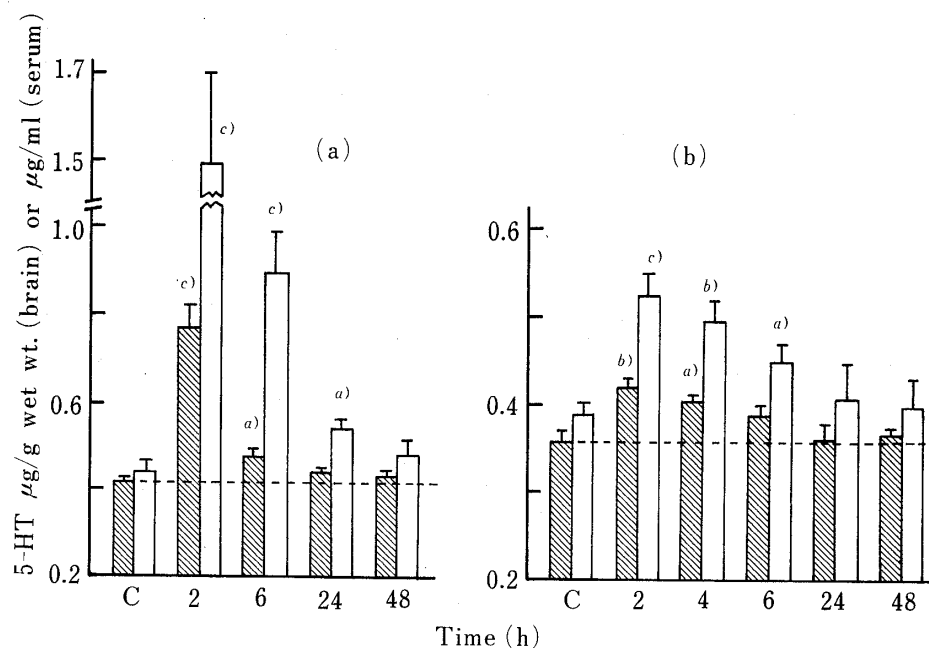 5-HT µg/g wet wt. (brain) or µg/ml (serum)
1.7
1.5
1.0
0.6
0.2
(a)
c)
c)
c)
a)
a)
C 2 6 24 48
(b)
0.6
0.4
0.2
b)
c)
a)
b)
a)
C 2 4 6 24 48
Time (h)